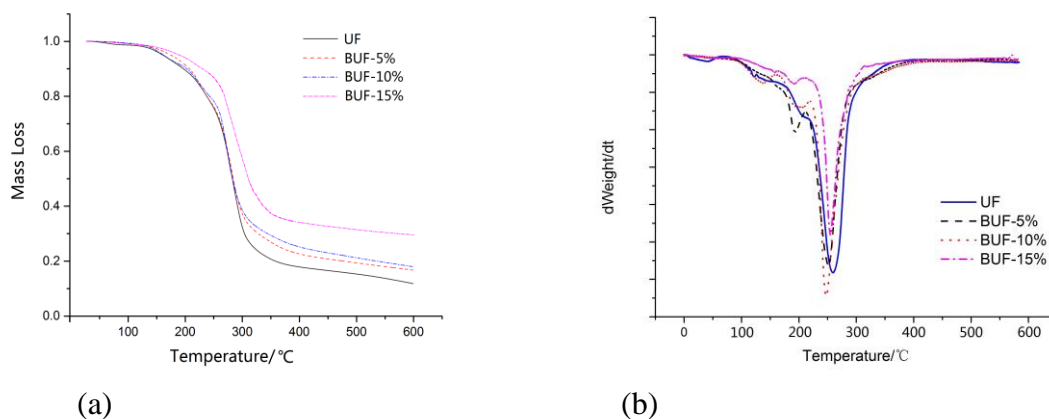 1.0
0.8
0.6
0.4
0.2
0.0
Mass Loss
UF
BUF-5%
BUF-10%
BUF-15%
100 200 300 400 500 600
Temperature/℃
(a)
dWeight/dt
UF
BUF-5%
BUF-10%
BUF-15%
0 100 200 300 400 500 600
Temperature/℃
(b)